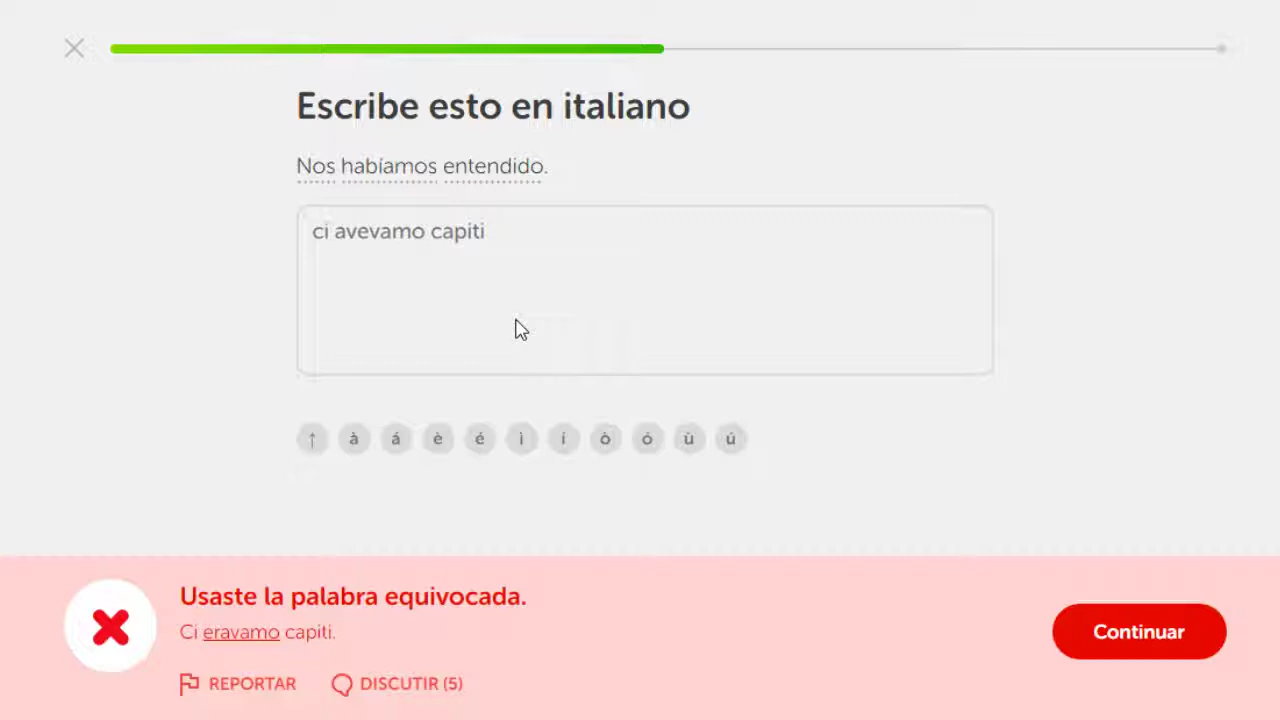 Escribe esto en italiano
Nos habíamos entendido.
ci avevamo capiti
↑ à á è é ì í ò ó ù ú
Usaste la palabra equivocada.
Ci eravamo capiti.
Continuar
REPORTAR DISCUTIR (5)